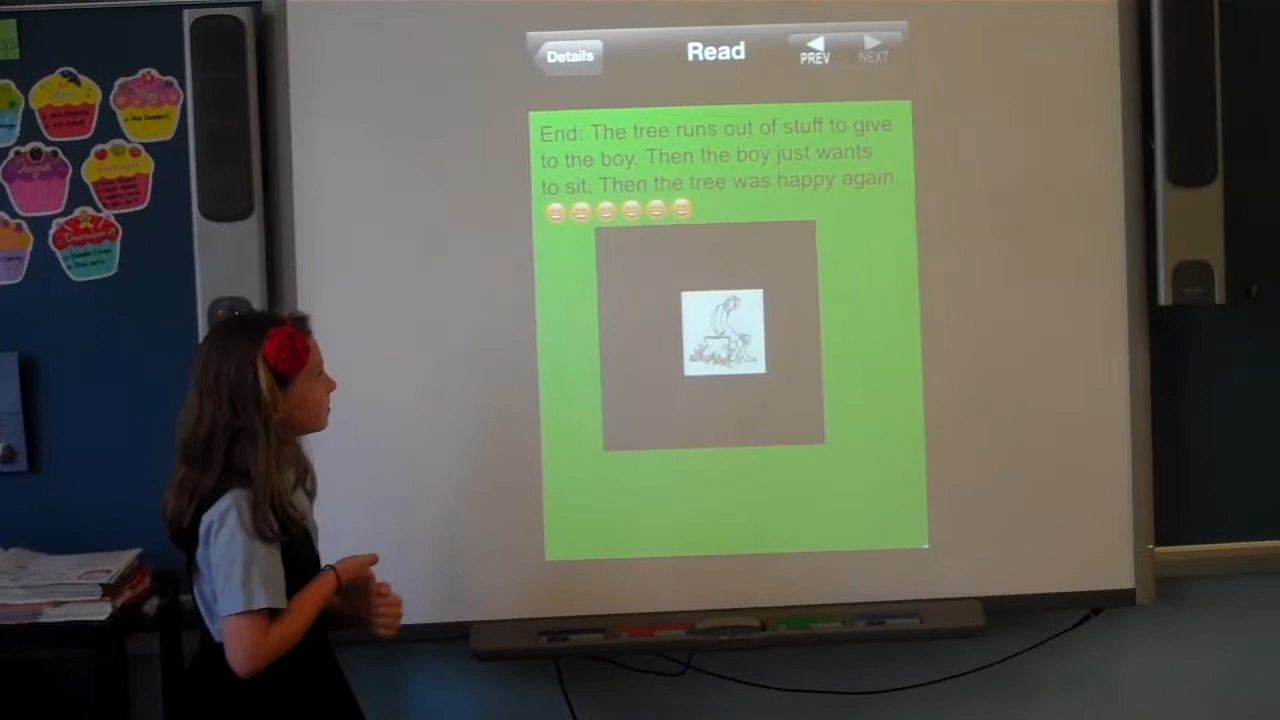 Details
Read
PREV
NEXT
End: The tree runs out of stuff to give
to the boy. Then the boy just wants
to sit. Then the tree was happy again.
😄😄😄😄😄😄